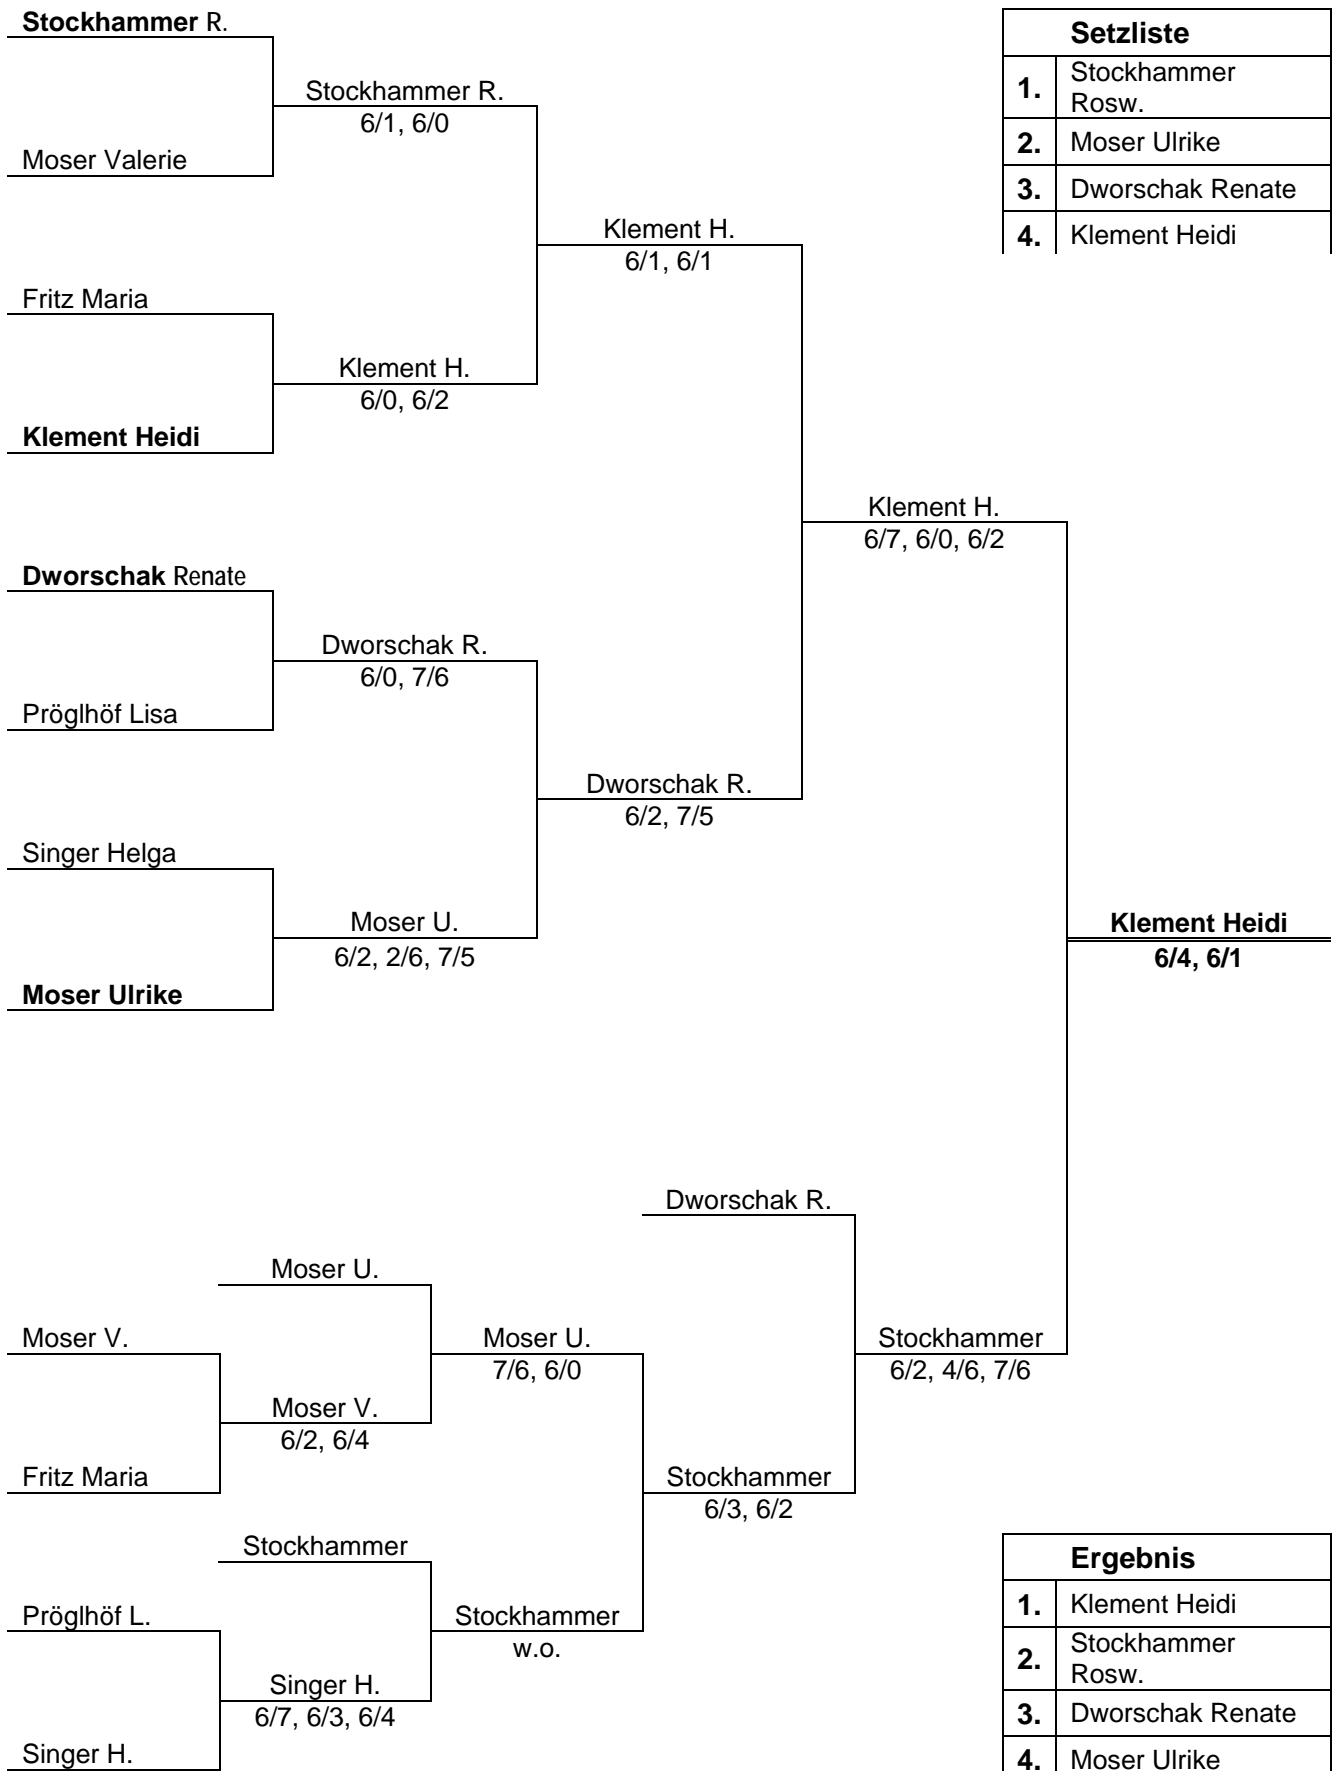 Stockhammer R.
Setzliste
1. Stockhammer
Rosw.
2. Moser Ulrike
3. Dworschak Renate
4. Klement Heidi
Stockhammer R.
6/1, 6/0
Moser Valerie
Klement H.
6/1, 6/1
Fritz Maria
Klement H.
6/0, 6/2
Klement Heidi
Klement H.
6/7, 6/0, 6/2
Dworschak Renate
Dworschak R.
6/0, 7/6
Pröglhöf Lisa
Dworschak R.
6/2, 7/5
Singer Helga
Moser U.
6/2, 2/6, 7/5
Klement Heidi
6/4, 6/1
Moser Ulrike
Dworschak R.
Moser U.
Moser V.
Moser U.
7/6, 6/0
Stockhammer
6/2, 4/6, 7/6
Moser V.
6/2, 6/4
Fritz Maria
Stockhammer
6/3, 6/2
Stockhammer
Pröglhöf L.
Stockhammer
w.o.
Singer H.
6/7, 6/3, 6/4
Singer H.
Ergebnis
1. Klement Heidi
2. Stockhammer
Rosw.
3. Dworschak Renate
4. Moser Ulrike